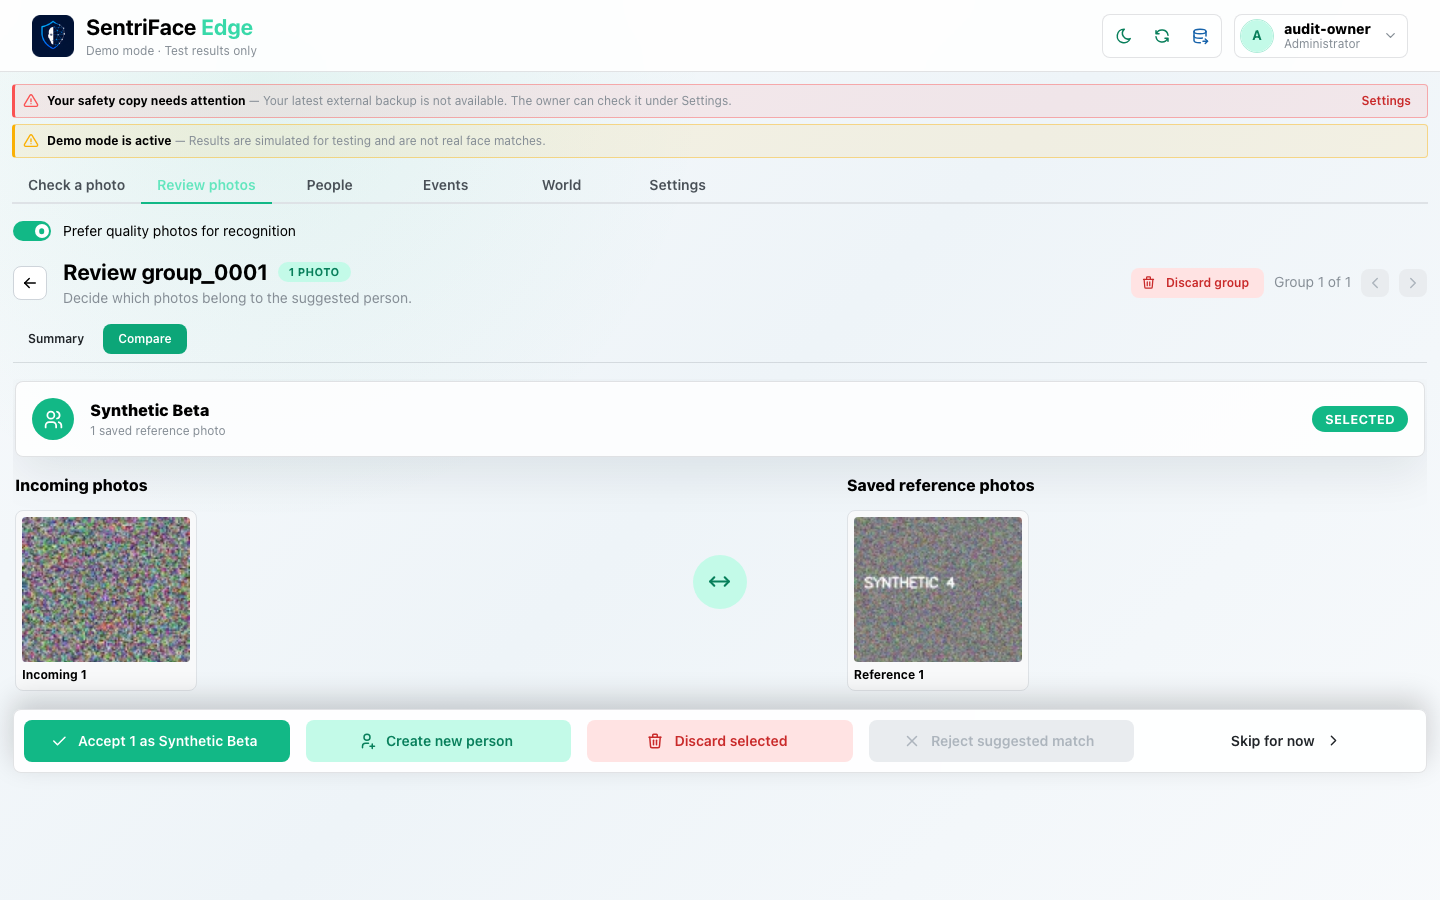 SentriFace Edge
Demo mode · Test results only
A
audit-owner
Administrator
Your safety copy needs attention — Your latest external backup is not available. The owner can check it under Settings.
Settings
Demo mode is active — Results are simulated for testing and are not real face matches.
Check a photo
Review photos
People
Events
World
Settings
Prefer quality photos for recognition
Review group_0001
1 PHOTO
Decide which photos belong to the suggested person.
Discard group
Group 1 of 1
Summary
Compare
Synthetic Beta
1 saved reference photo
SELECTED
Incoming photos
Saved reference photos
SYNTHETIC 4
Incoming 1
Reference 1
Accept 1 as Synthetic Beta
Create new person
Discard selected
Reject suggested match
Skip for now